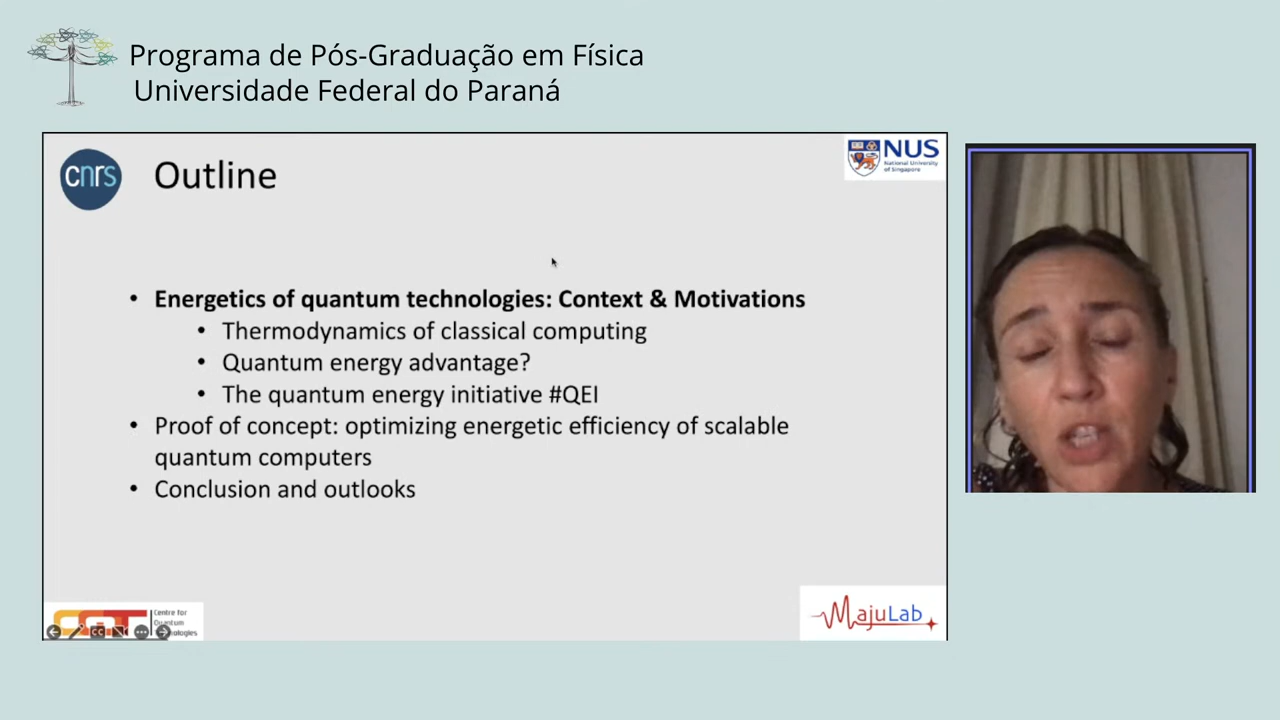 Programa de Pós-Graduação em Física
Universidade Federal do Paraná
cnrs
Outline
NUS
National University
of Singapore
• Energetics of quantum technologies: Context & Motivations
• Thermodynamics of classical computing
• Quantum energy advantage?
• The quantum energy initiative #QEI
• Proof of concept: optimizing energetic efficiency of scalable
quantum computers
• Conclusion and outlooks
Centre for
Quantum
Technologies
MajuLab